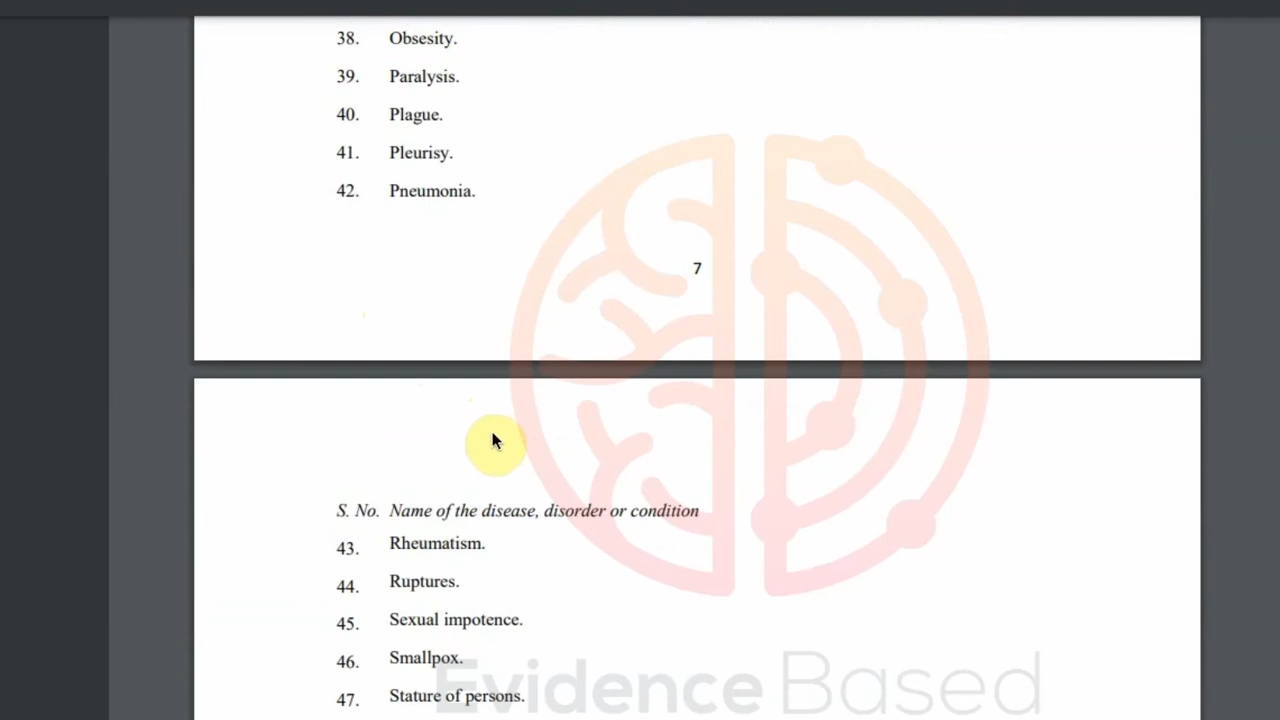 38. Obsesity.
39. Paralysis.
40. Plague.
41. Pleurisy.
42. Pneumonia.
7
S. No. Name of the disease, disorder or condition
43. Rheumatism.
44. Ruptures.
45. Sexual impotence.
46. Smallpox.
47. Stature of persons.
Evidence Based